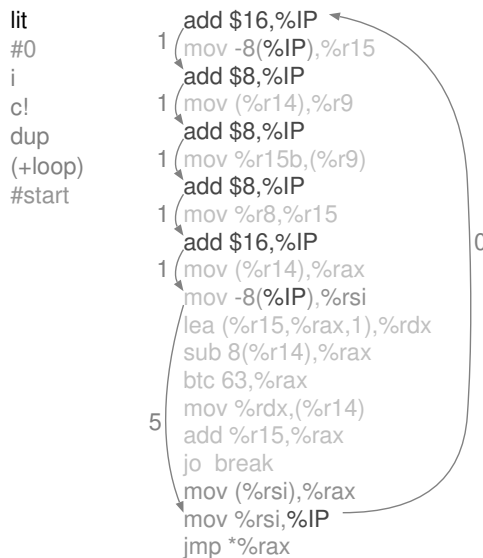 lit
#0
i
c!
dup
(+loop)
#start
add $16,%IP
1
mov -8(%IP),%r15
add $8,%IP
1
mov (%r14),%r9
add $8,%IP
1
mov %r15b,(%r9)
add $8,%IP
1
mov %r8,%r15
add $16,%IP
0
1
mov (%r14),%rax
mov -8(%IP),%rsi
lea (%r15,%rax,1),%rdx
sub 8(%r14),%rax
btc 63,%rax
mov %rdx,(%r14)
5
add %r15,%rax
jo break
mov (%rsi),%rax
mov %rsi,%IP
jmp *%rax